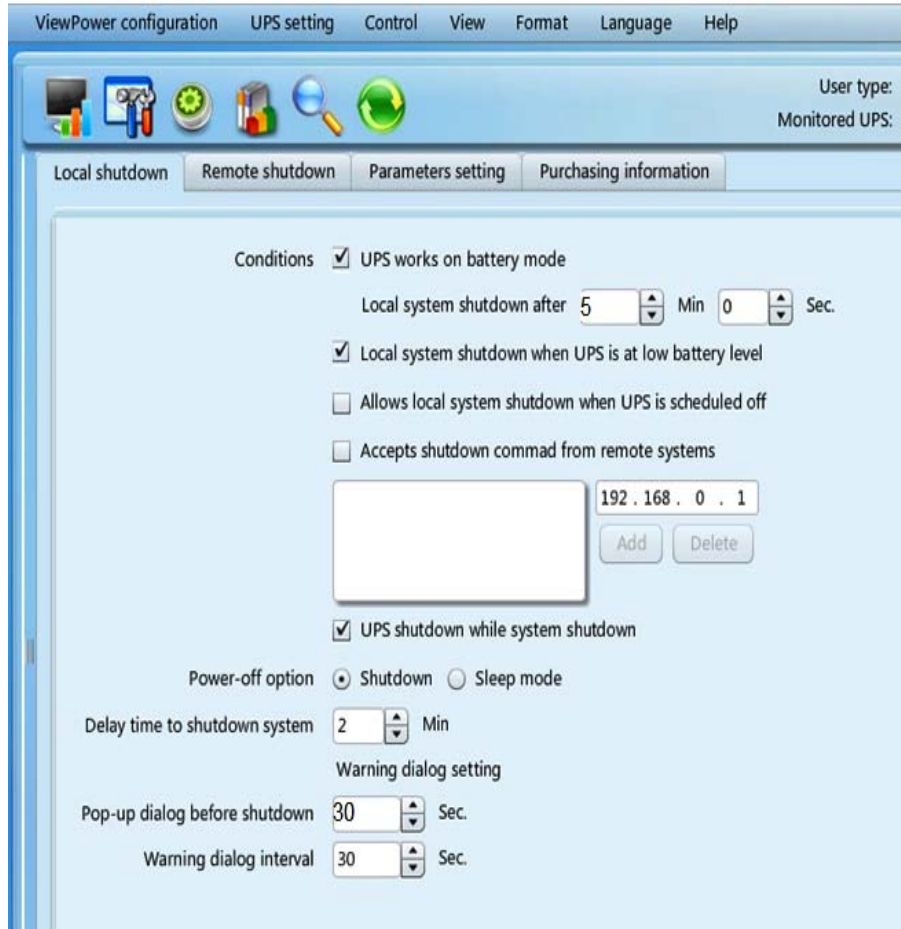 ViewPower configuration UPS setting Control View Format Language Help
User type:
Monitored UPS:
Local shutdown Remote shutdown Parameters setting Purchasing information
Conditions UPS works on battery mode
Local system shutdown after 5 Min 0 Sec.
Local system shutdown when UPS is at low battery level
Allows local system shutdown when UPS is scheduled off
Accepts shutdown commad from remote systems
192 . 168 . 0 . 1
Add Delete
UPS shutdown while system shutdown
Power-off option Shutdown Sleep mode
Delay time to shutdown system 2 Min
Warning dialog setting
Pop-up dialog before shutdown 30 Sec.
Warning dialog interval 30 Sec.